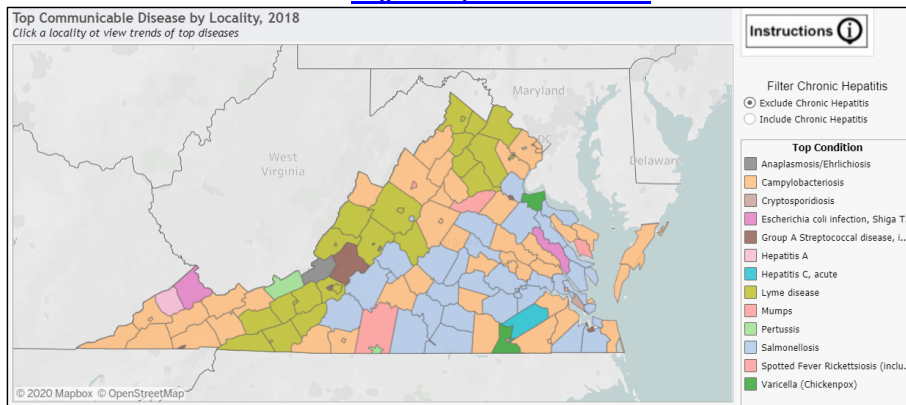 Top Communicable Disease by Locality, 2018
Click a locality ot view trends of top diseases
Instructions
Filter Chronic Hepatitis
Exclude Chronic Hepatitis
Include Chronic Hepatitis
Top Condition
Anaplasmosis/Ehrlichiosis
Campylobacteriosis
Cryptosporidiosis
Escherichia coli infection, Shiga T.
Group A Streptococcal disease, i...
Hepatitis A
Hepatitis C, acute
Lyme disease
Mumps
Pertussis
Salmonellosis
Spotted Fever Rickettsiosis (inclu..
Varicella (Chickenpox)
Maryland
DC
West
Virginia
Delaware
© 2020 Mapbox © OpenStreetMap